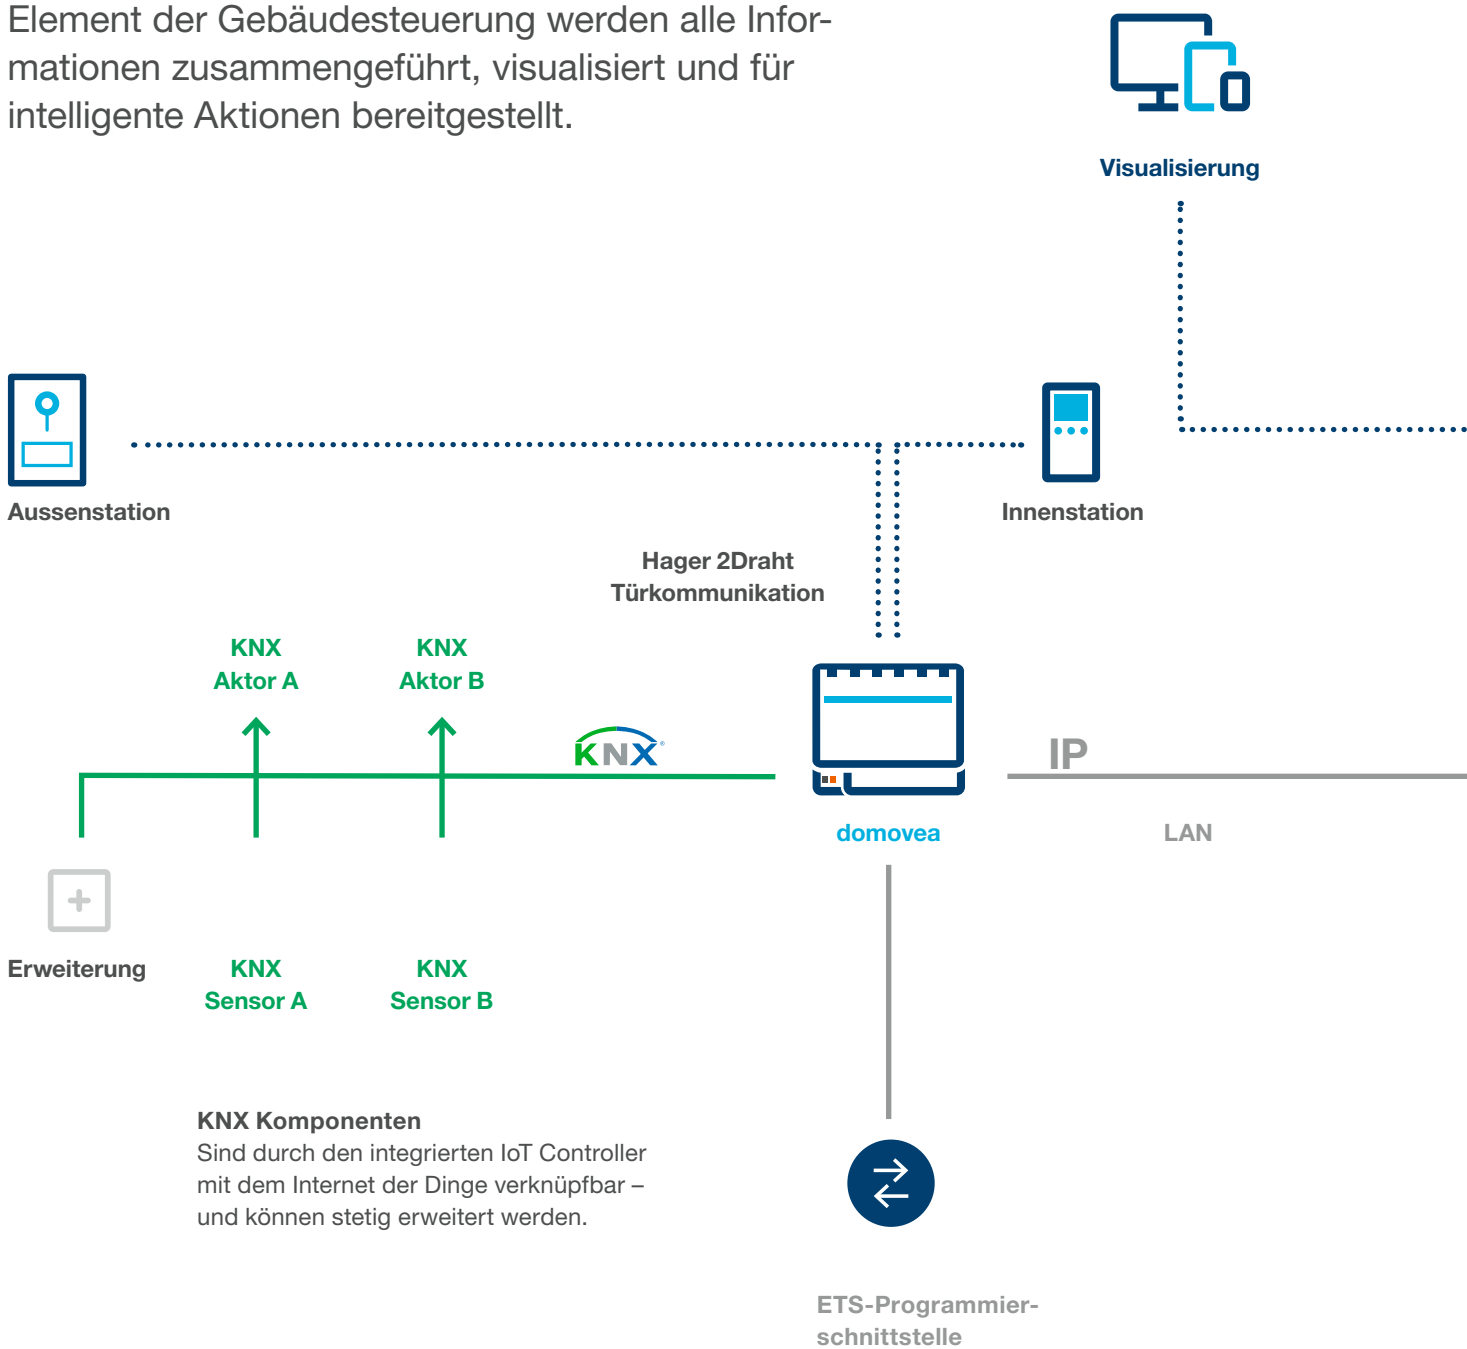 Element der Gebäudesteuerung werden alle Infor-
mationen zusammengeführt, visualisiert und für
intelligente Aktionen bereitgestellt.
Visualisierung
Aussenstation
Innenstation
Hager 2Draht
Türkommunikation
KNX
Aktor A
KNX
Aktor B
KNX®
IP
domovea
LAN
Erweiterung
KNX
Sensor A
KNX
Sensor B
KNX Komponenten
Sind durch den integrierten IoT Controller
mit dem Internet der Dinge verknüpfbar –
und können stetig erweitert werden.
ETS-Programmier-
schnittstelle